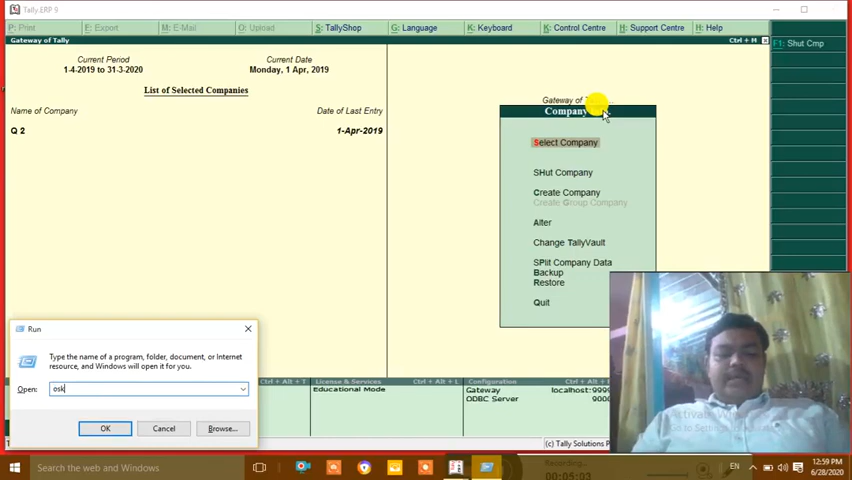 Tally.ERP 9
P: Print
E: Export
M: E-Mail
O: Upload
S: TallyShop
G: Language
K: Keyboard
K: Control Centre
H: Support Centre
H: Help
Gateway of Tally
Ctrl + M
F1: Shut Cmp
Current Period
1-4-2019 to 31-3-2020
Current Date
Monday, 1 Apr, 2019
List of Selected Companies
Name of Company
Date of Last Entry
Q 2
1-Apr-2019
Gateway of
Company
Select Company
SHut Company
Create Company
Create Group Company
Alter
Change TallyVault
SPlit Company Data
Backup
Restore
Quit
Run
Type the name of a program, folder, document, or Internet
resource, and Windows will open it for you.
Open:
osk
OK
Cancel
Browse...
Ctrl + Alt + T
License & Services
Ctrl + Alt + L
Configuration
Ctrl + Alt + F
Educational Mode
Gateway
localhost:9999
ODBC Server
9000
(c) Tally Solutions P
Recording...
00:05:03
Search the web and Windows
EN
12:59 PM
6/28/2020